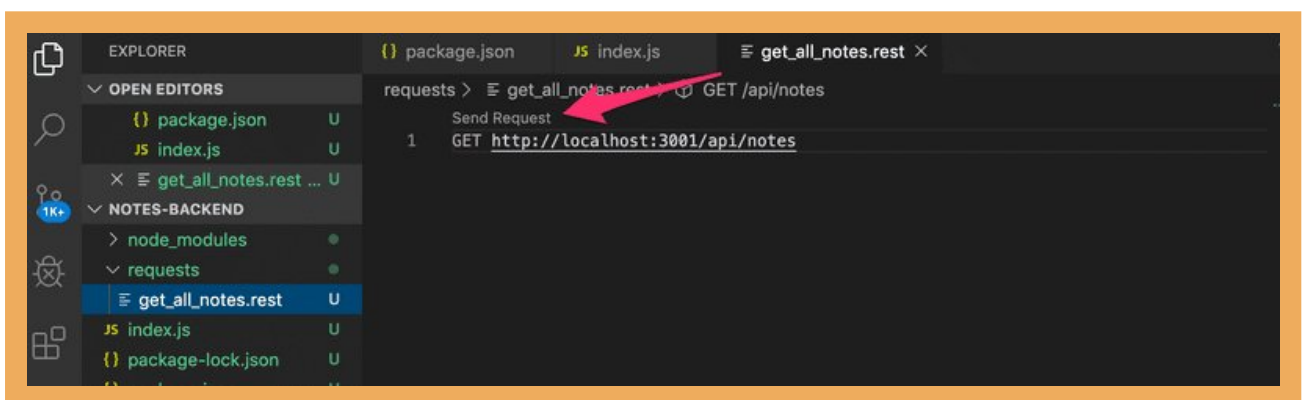 EXPLORER
OPEN EDITORS
{} package.json U
JS index.js U
get_all_notes.rest ... U
1K+
NOTES-BACKEND
node_modules
requests
get_all_notes.rest U
JS index.js U
{} package-lock.json U
{} package.json
JS index.js
get_all_notes.rest
requests > get_all_notes.rest > GET /api/notes
Send Request
1 GET http://localhost:3001/api/notes